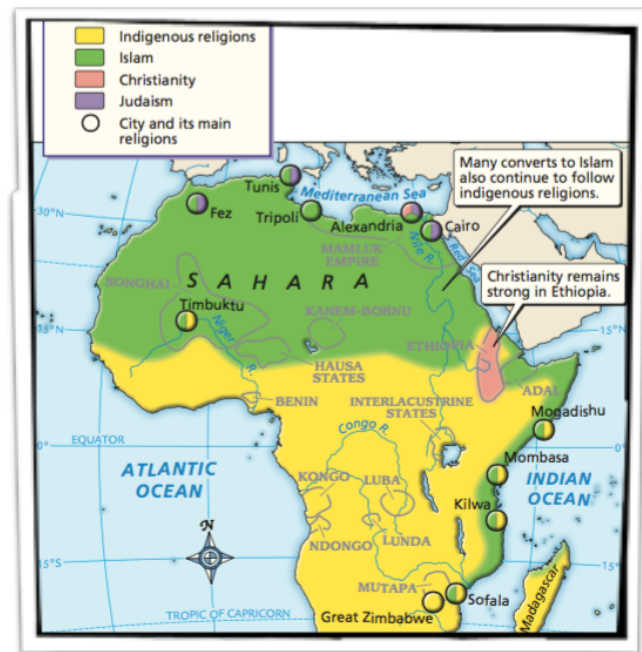 Indigenous religions
Islam
Christianity
Judaism
City and its main
religions
Many converts to Islam
also continue to follow
indigenous religions.
Tunis
Mediterranean Sea
Fez
Tripoli
Alexandria
Cairo
30°N
30°N
MAMLUK
EMPIRE
Nile R.
Red Sea
SAHARA
SONGHAI
Christianity remains
strong in Ethiopia.
Timbuktu
KANEM-BORNU
15°N
15°N
Niger R.
ETHIOPIA
HAUSA
STATES
ADAL
BENIN
INTERLACUSTRINE
STATES
Mogadishu
Congo R.
EQUATOR
0°
0°
Mombasa
ATLANTIC
OCEAN
INDIAN
OCEAN
KONGO
LUBA
Kilwa
NDONGO
LUNDA
N
15°S
15°
MUTAPA
Sofala
Madagascar
Great Zimbabwe
TROPIC OF CAPRICORN